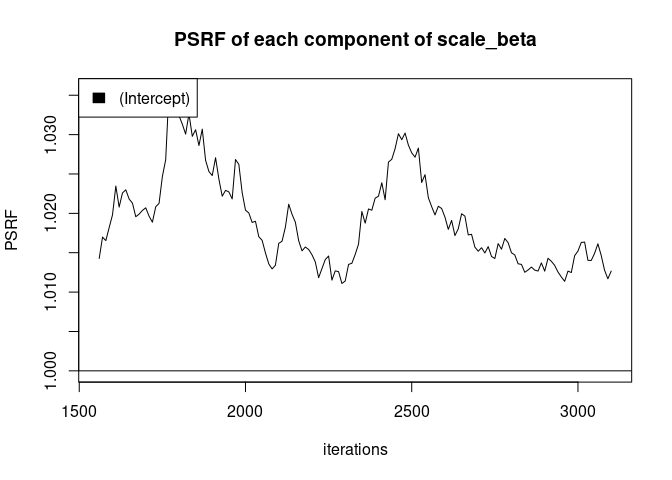 PSRF of each component of scale_beta
(Intercept)
PSRF
1.030
1.020
1.010
1.000
1500 2000 2500 3000
iterations